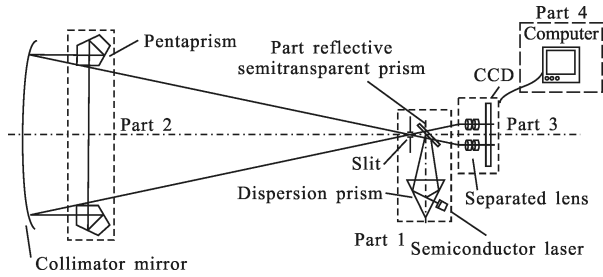 Part 4
Computer
Pentaprism
Part reflective
semitransparent prism
CCD
Part 2
Part 3
Slit
Dispersion prism
Separated lens
Part 1
Semiconductor laser
Collimator mirror